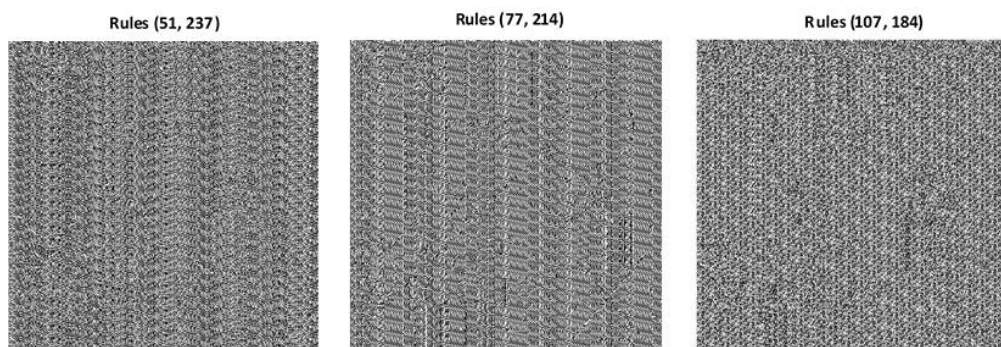 Rules (51, 237)
Rules (77, 214)
Rules (107, 184)